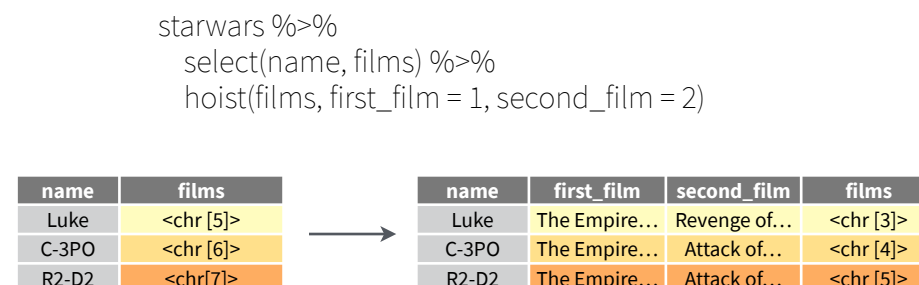 starwars %>%
select(name, films) %>%
hoist(films, first_film = 1, second_film = 2)
name films
Luke <chr [5]>
C-3PO <chr [6]>
R2-D2 <chr[7]>
name first_film second_film films
Luke The Empire… Revenge of… <chr [3]>
C-3PO The Empire… Attack of… <chr [4]>
R2-D2 The Empire… Attack of… <chr [5]>